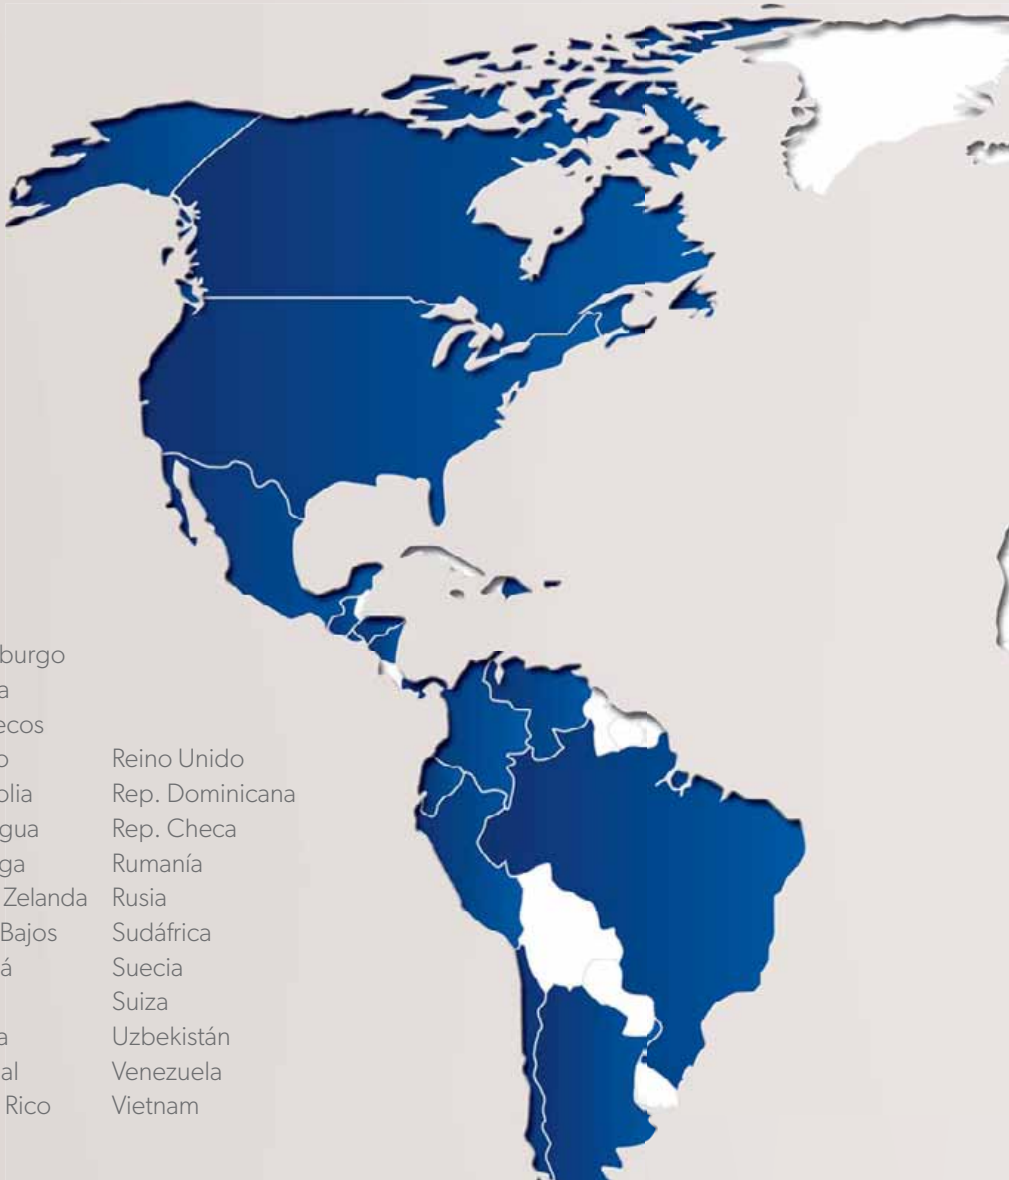 burgo
a
ecos
o
olia
gua
ga
Zelanda
Bajos
á
a
al
Rico
Reino Unido
Rep. Dominicana
Rep. Checa
Rumanía
Rusia
Sudáfrica
Suecia
Suiza
Uzbekistán
Venezuela
Vietnam